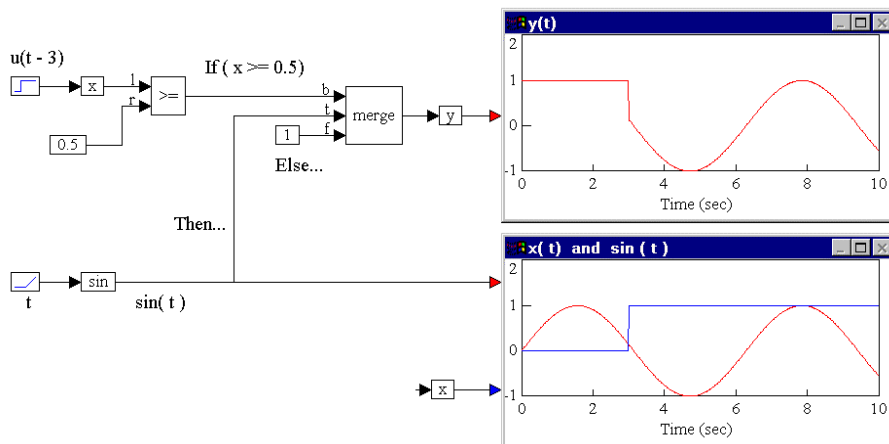 u(t - 3)
x
l
r
>=
0.5
If ( x >= 0.5)
b
t
f
1
merge
y
Else...
Then...
t
sin
sin( t )
x
y(t)
2
1
0
-1
0 2 4 6 8 10
Time (sec)
x( t) and sin ( t )
2
1
0
-1
0 2 4 6 8 10
Time (sec)